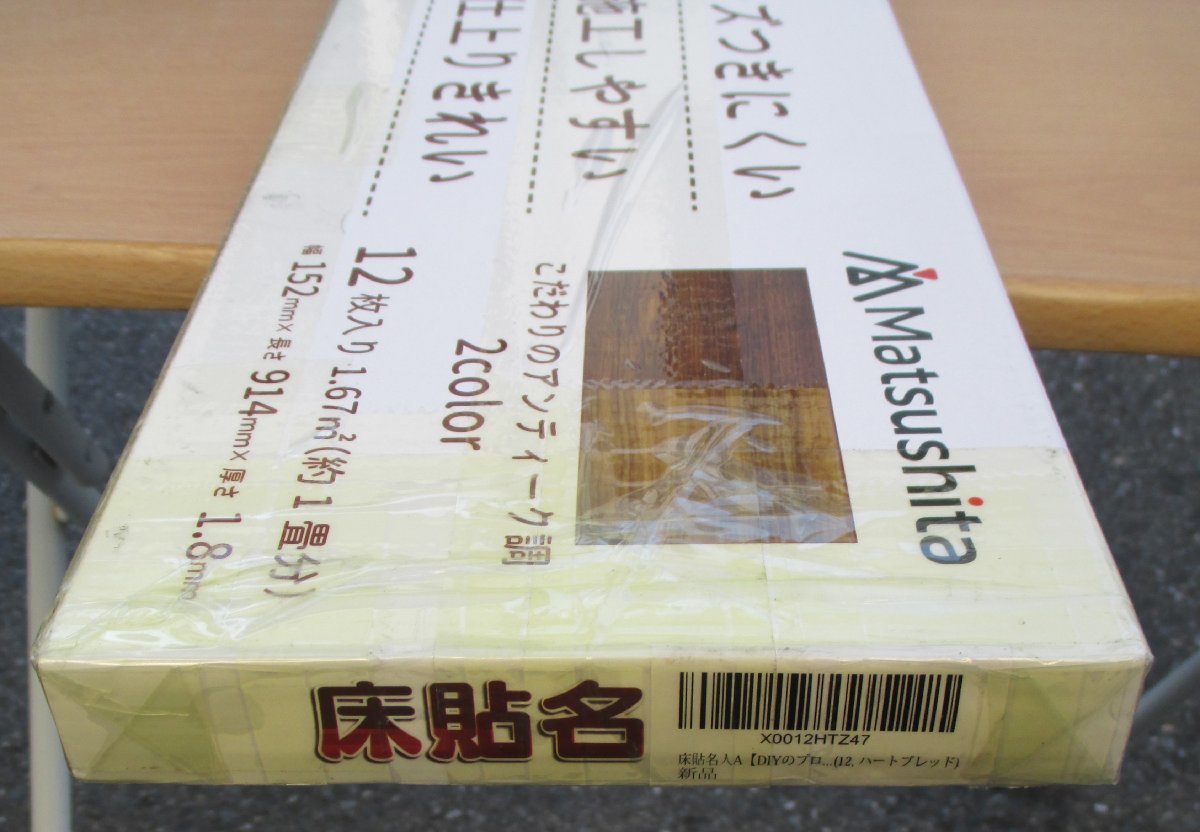 ズつきにくい
施工しやすい
仕上りきれい
Matsushita
こだわりのアンティーク調
2color
12枚入り1.67㎡(約1畳分)
幅152mm×長さ914mm×厚さ1.8mm
床貼名
X0012HTZ47
床貼名人A【DIYのプロ...(12, ハートブレッド)
新品